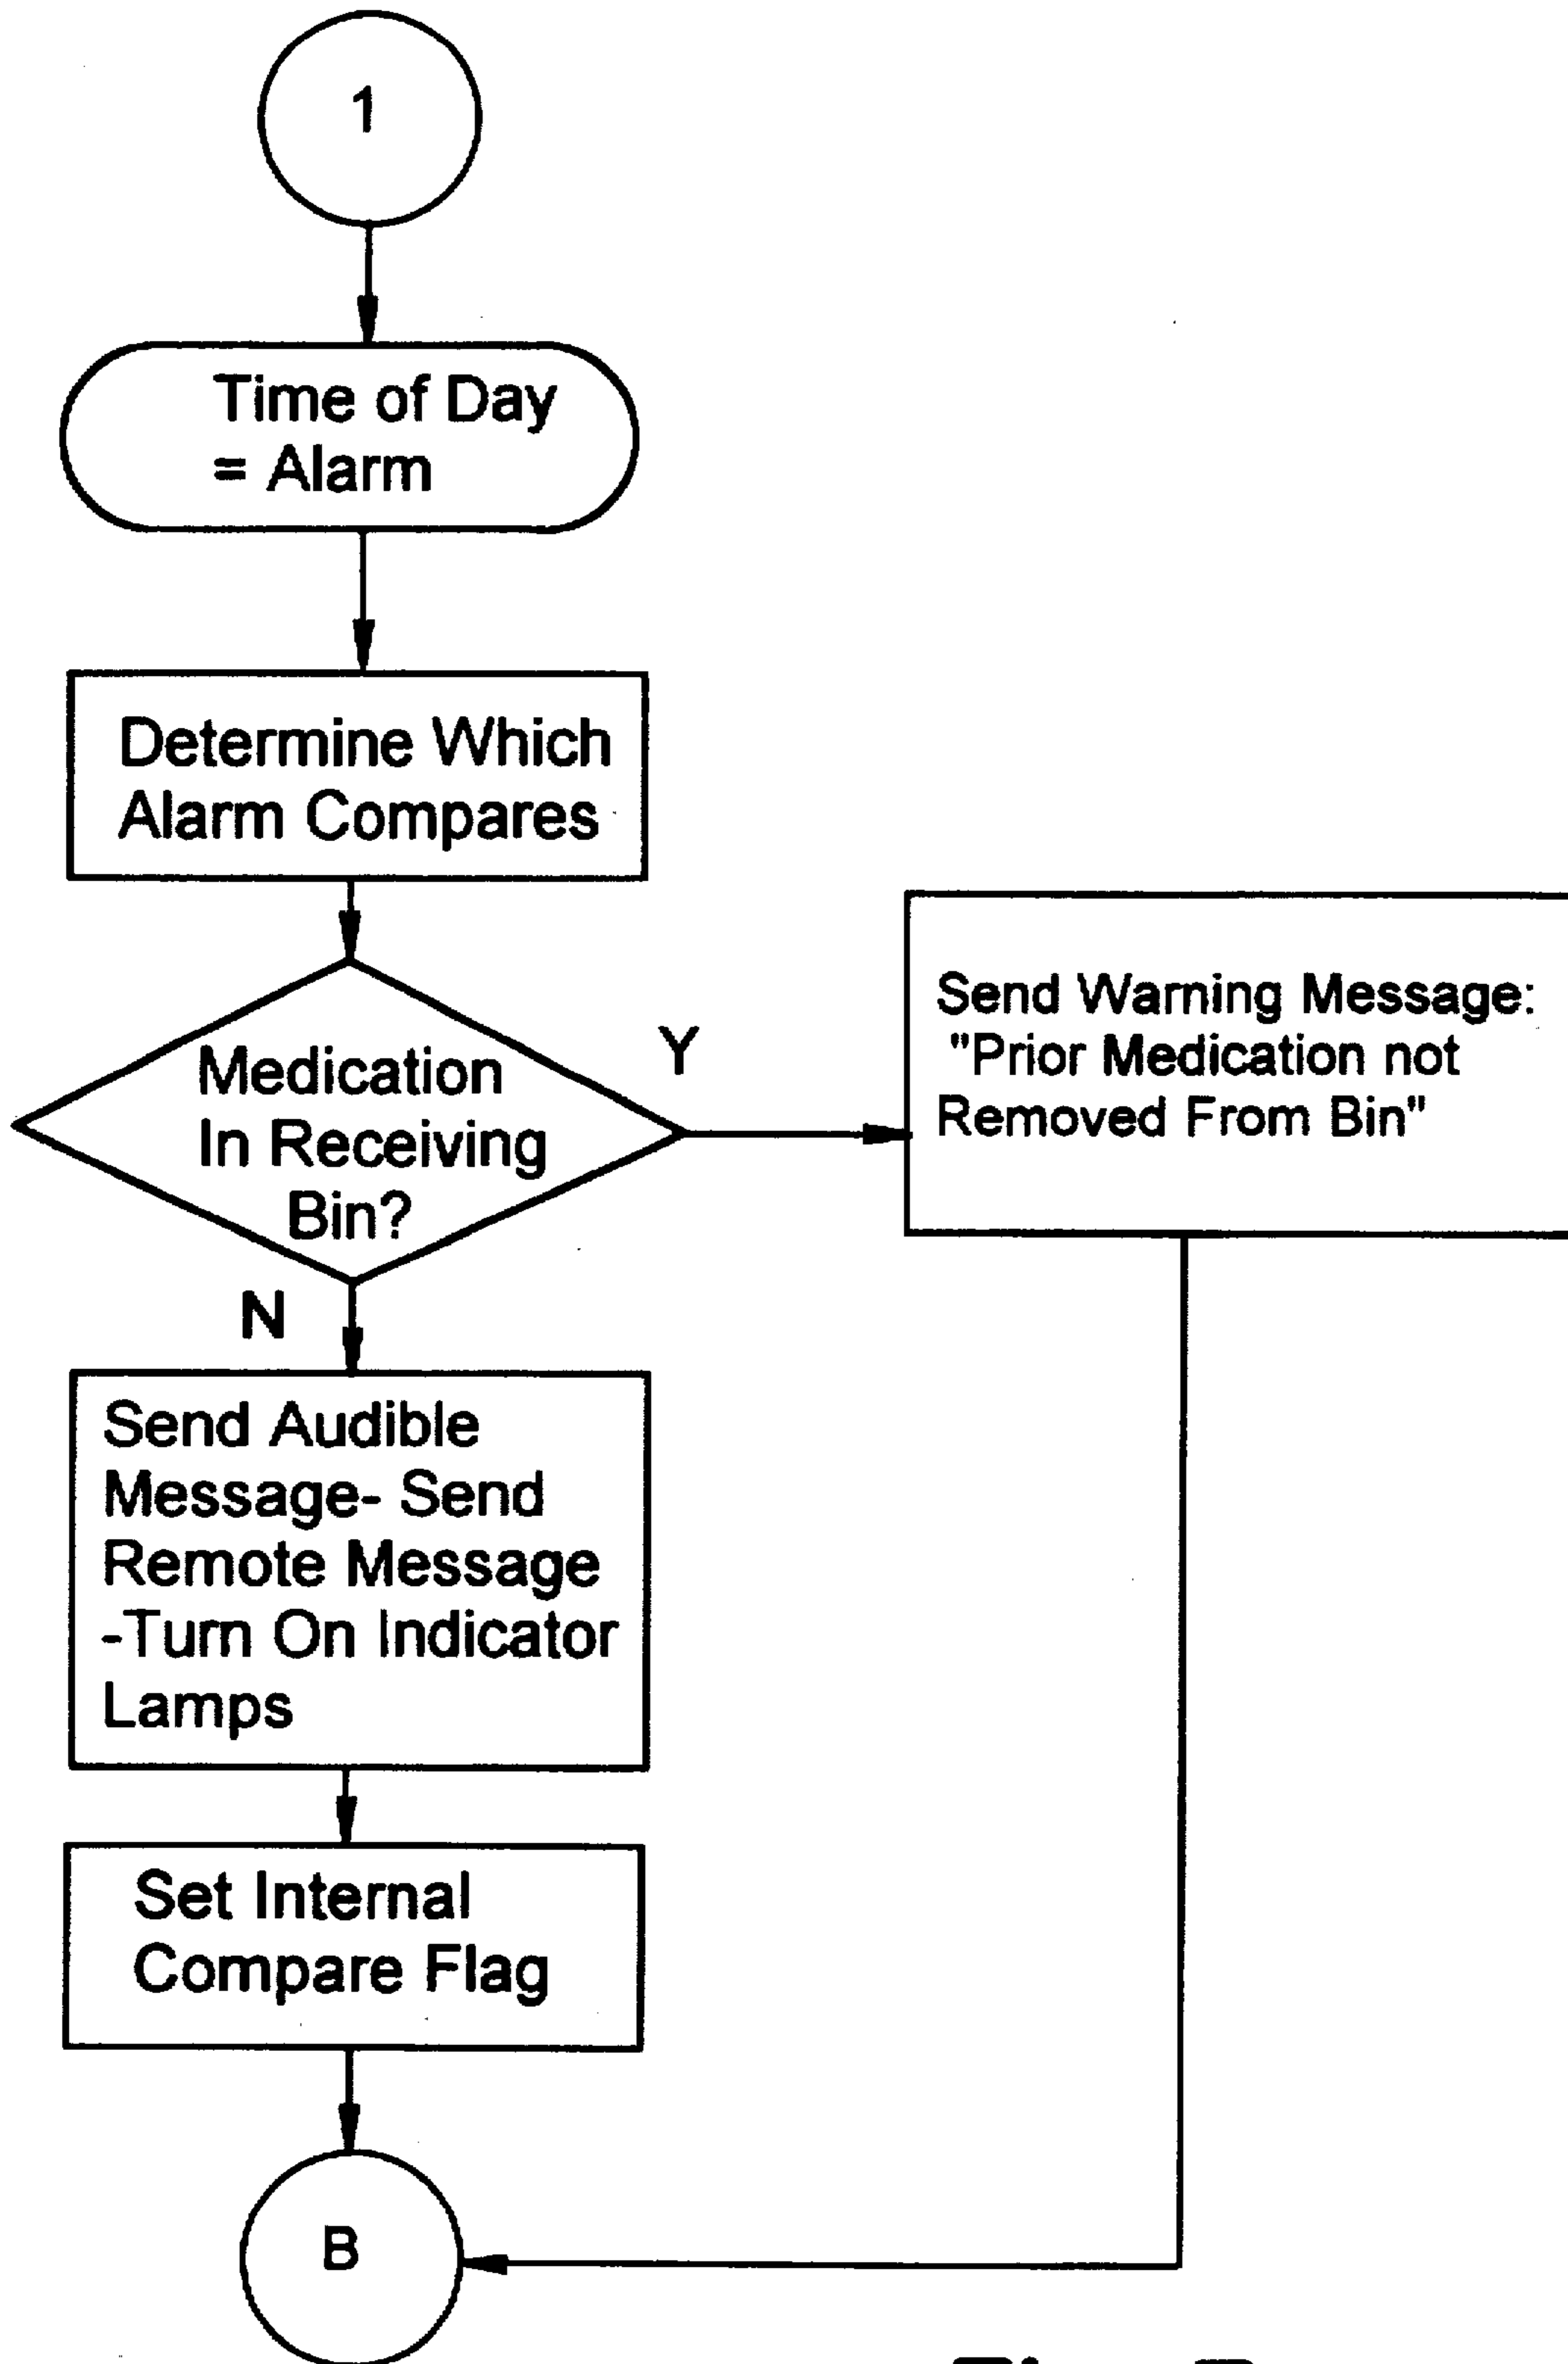 1
Time of Day
= Alarm
Determine Which
Alarm Compares
Medication
In Receiving
Bin?
Y
Send Warning Message:
"Prior Medication not
Removed From Bin"
N
Send Audible
Message- Send
Remote Message
-Turn On Indicator
Lamps
Set Internal
Compare Flag
B